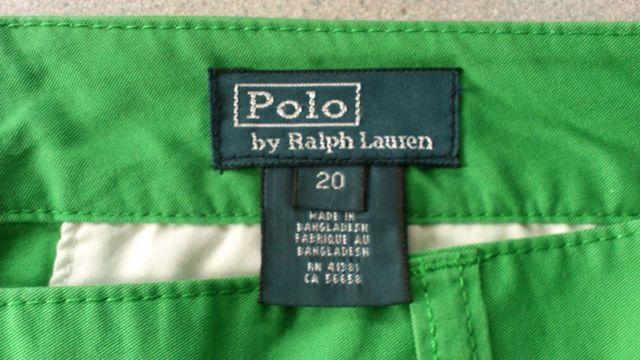 Polo
by Ralph Lauren
20
MADE IN
BANGLADESH
FABRIQUE AU
BANGLADESH
RN 41381
CA 56658